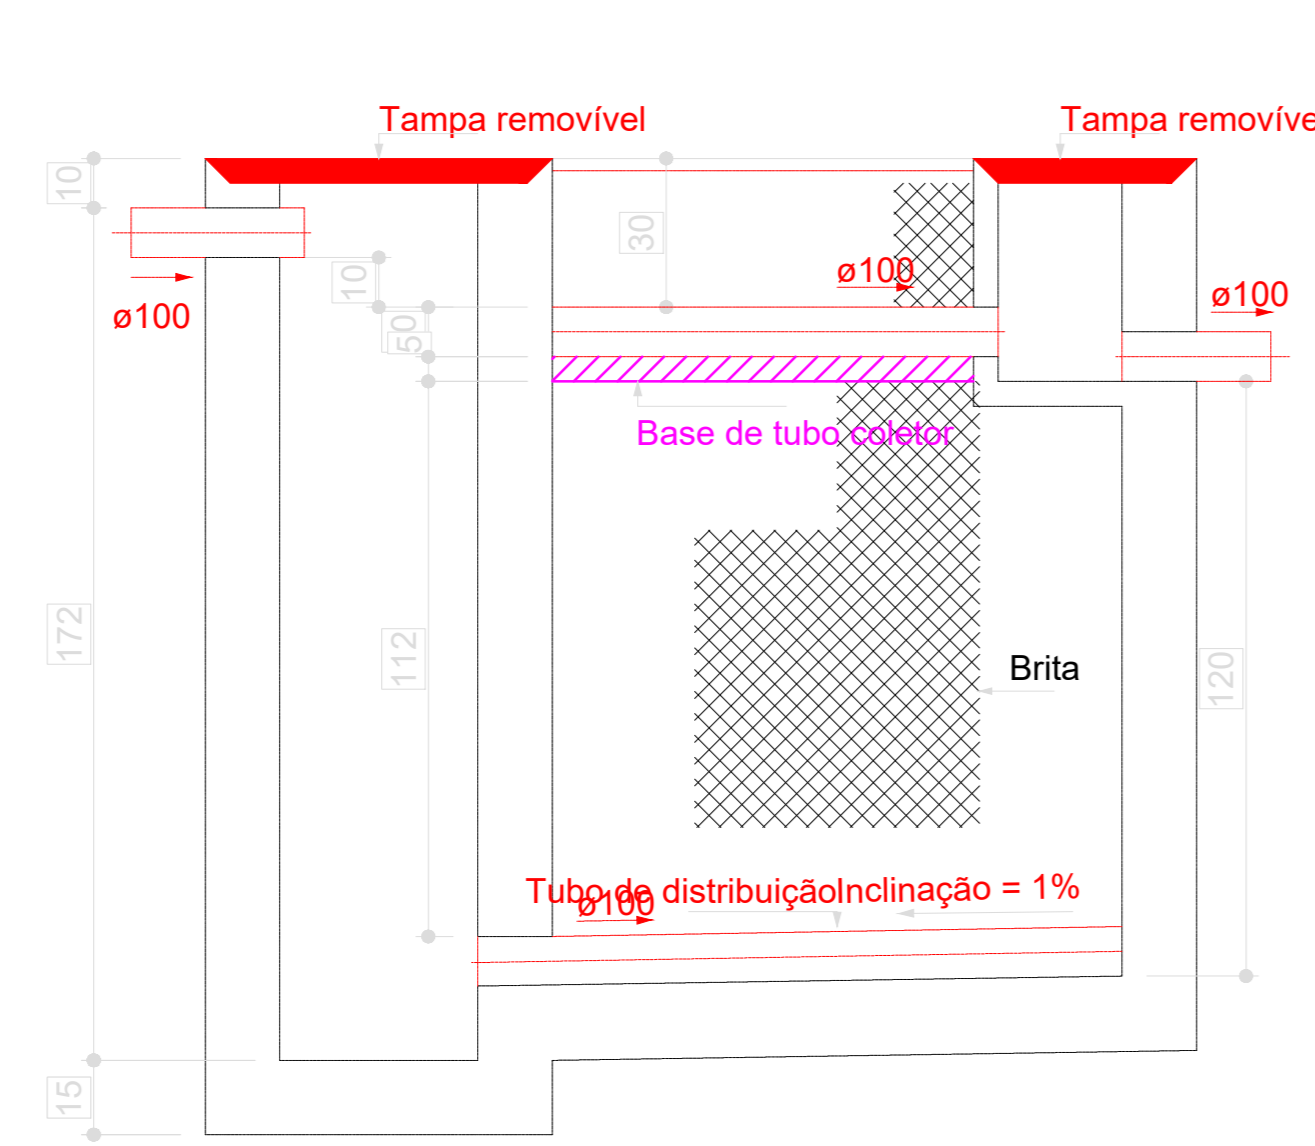 Tampa removível
Tampa removíve
10
30
ø100
ø100
10
ø100
50
Base de tubo coletor
172
112
Brita
120
Tubo de distribuição
Inclinação = 1%
ø100
15